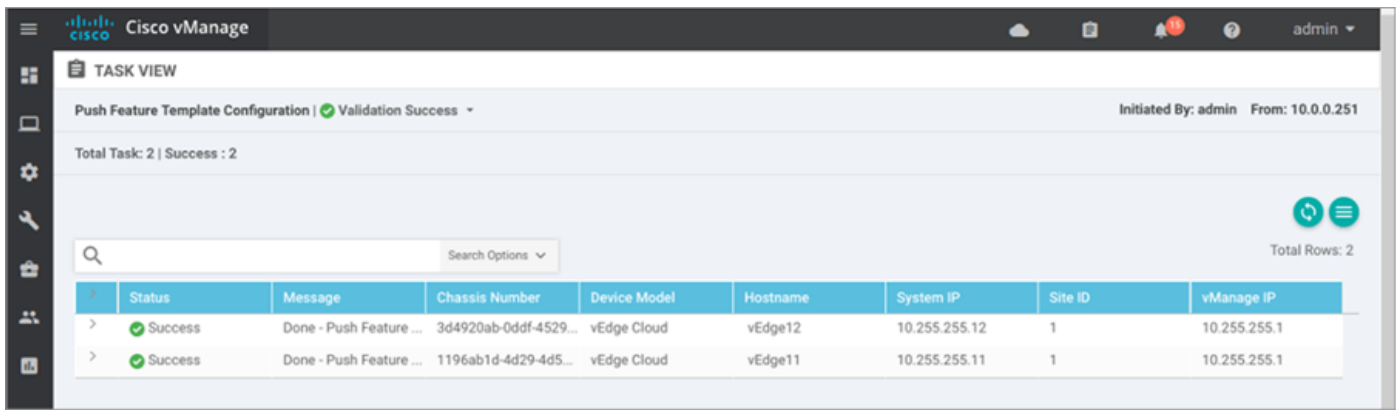 cisco Cisco vManage 15 admin
TASK VIEW
Push Feature Template Configuration | Validation Success Initiated By: admin From: 10.0.0.251
Total Task: 2 | Success : 2
Search Options Total Rows: 2
Status Message Chassis Number Device Model Hostname System IP Site ID vManage IP
Success Done - Push Feature ... 3d4920ab-0ddf-4529... vEdge Cloud vEdge12 10.255.255.12 1 10.255.255.1
Success Done - Push Feature ... 1196ab1d-4d29-4d5... vEdge Cloud vEdge11 10.255.255.11 1 10.255.255.1